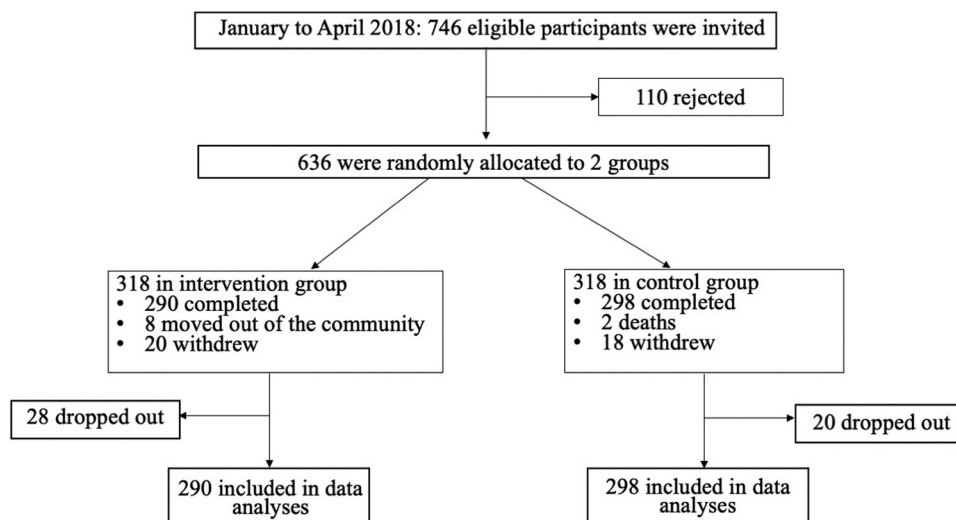 January to April 2018: 746 eligible participants were invited
110 rejected
636 were randomly allocated to 2 groups
318 in intervention group
• 290 completed
• 8 moved out of the community
• 20 withdrew
318 in control group
• 298 completed
• 2 deaths
• 18 withdrew
28 dropped out
20 dropped out
290 included in data
analyses
298 included in data
analyses